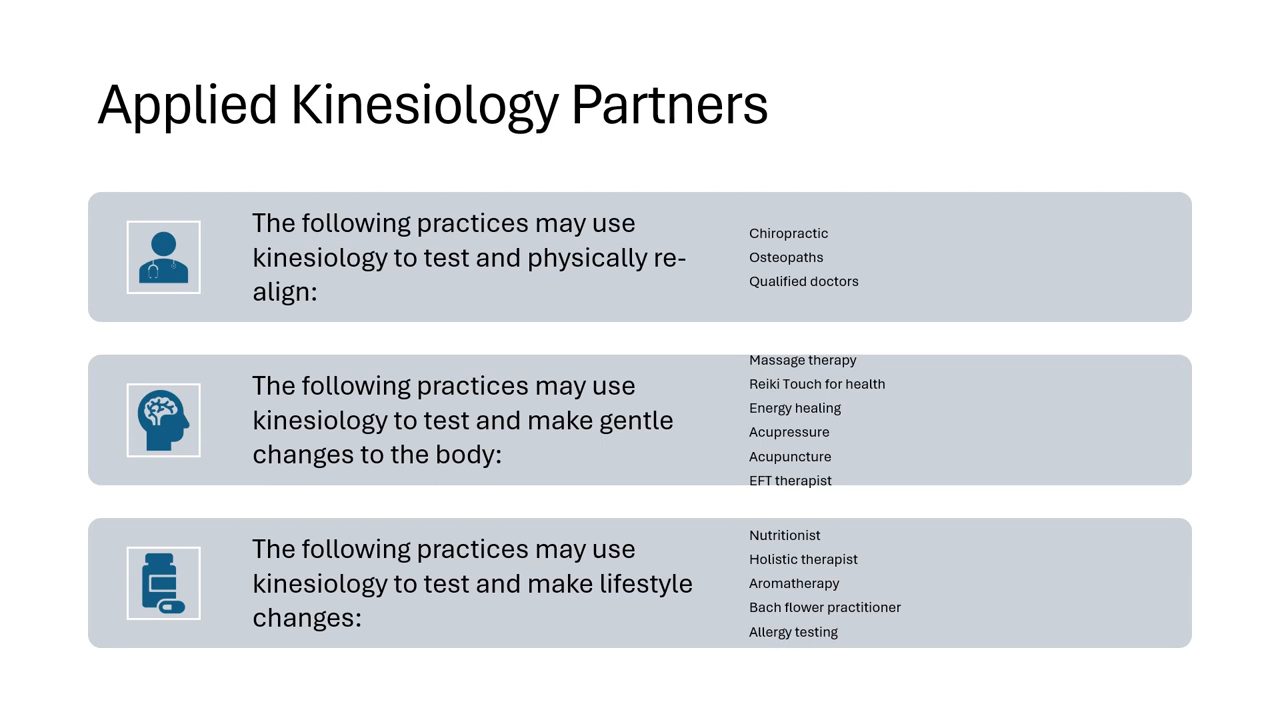 Applied Kinesiology Partners
The following practices may use
kinesiology to test and physically re-
align:
Chiropractic
Osteopaths
Qualified doctors
The following practices may use
kinesiology to test and make gentle
changes to the body:
Massage therapy
Reiki Touch for health
Energy healing
Acupressure
Acupuncture
EFT therapist
The following practices may use
kinesiology to test and make lifestyle
changes:
Nutritionist
Holistic therapist
Aromatherapy
Bach flower practitioner
Allergy testing